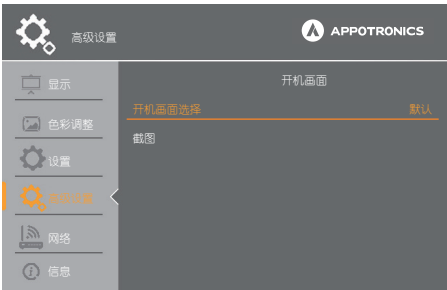 高级设置
APPOTRONICS
显示
色彩调整
设置
网络
信息
开机画面
开机画面选择 默认
截图